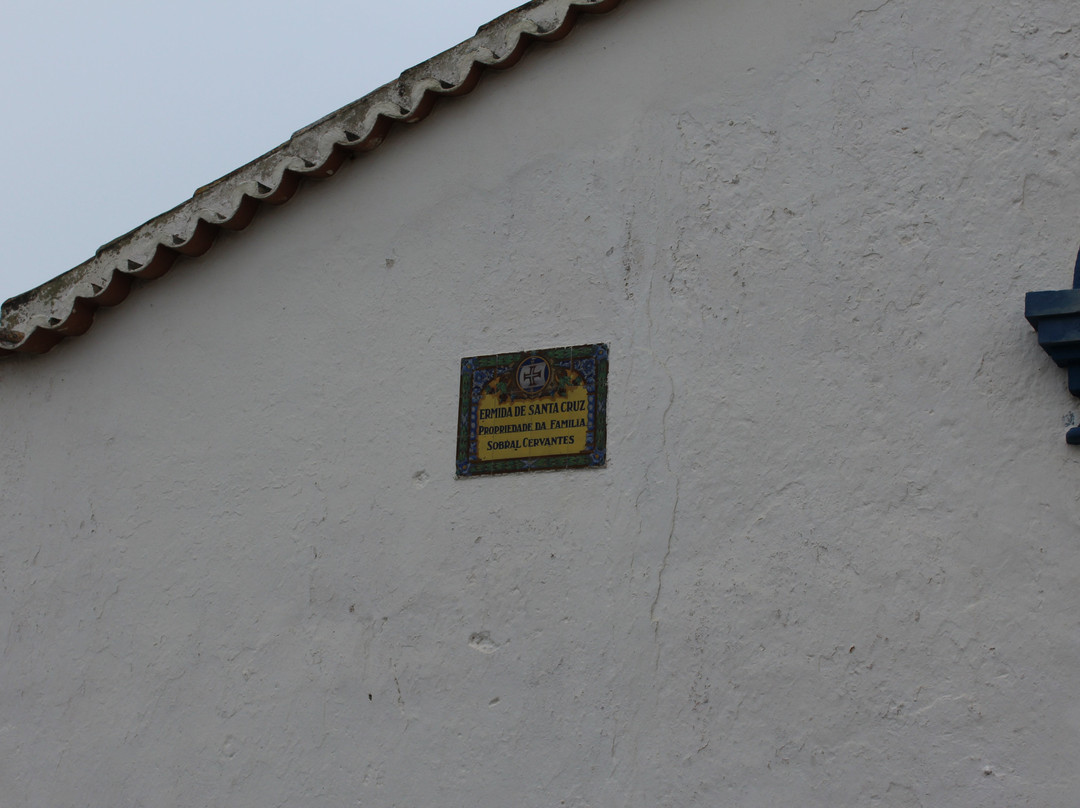 ERMIDA DE SANTA CRUZ
PROPRIEDADE DA FAMILIA
SOBRAL CERVANTES